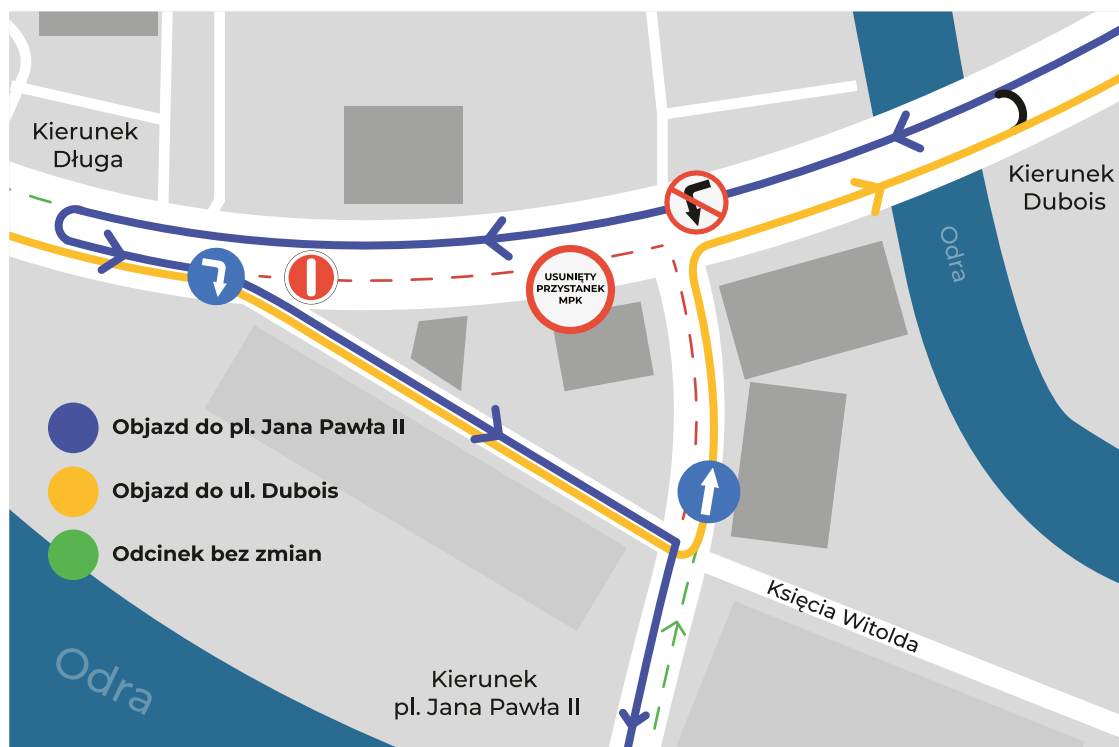 Kierunek
Długa
Kierunek
Dubois
Odra
USUNIĘTY
PRZYSTANEK
MPK
Objazd do pl. Jana Pawła II
Objazd do ul. Dubois
Odcinek bez zmian
Księcia Witolda
Odra
Kierunek
pl. Jana Pawła II